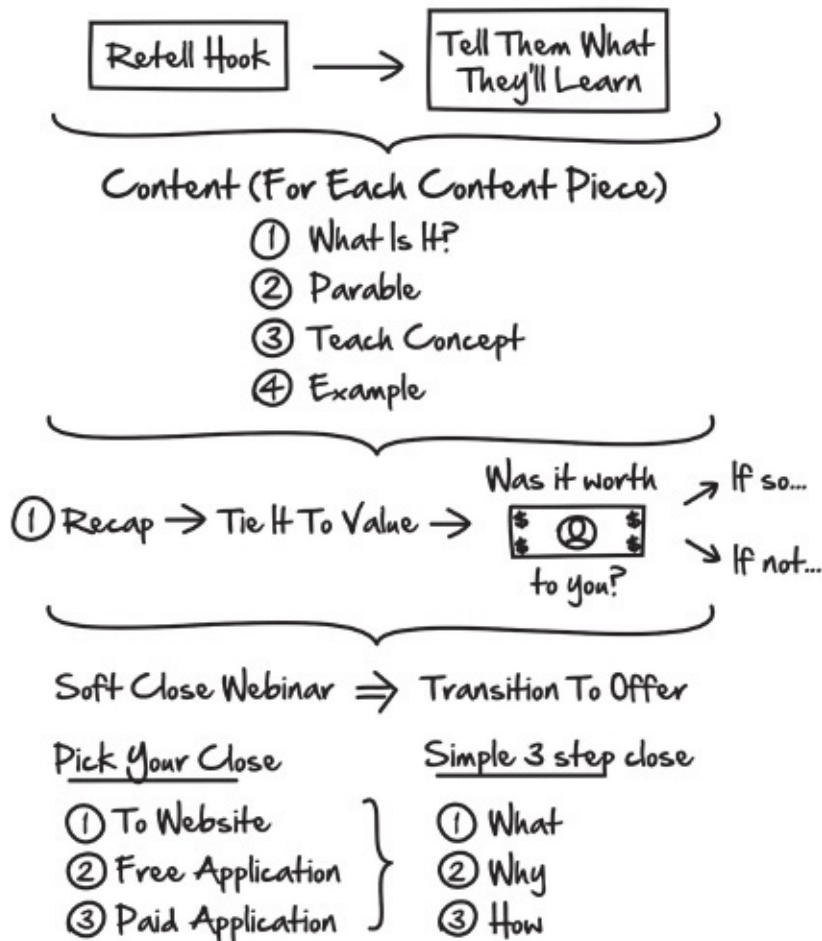 Retell Hook
Tell Them What
They'll Learn
Content (For Each Content Piece)
① What Is It?
② Parable
③ Teach Concept
④ Example
① Recap → Tie It To Value →
Was it worth
$ $
$ $
to you?
If so...
If not...
Soft Close Webinar ⇒ Transition To Offer
Pick Your Close
① To Website
② Free Application
③ Paid Application
Simple 3 step close
① What
② Why
③ How